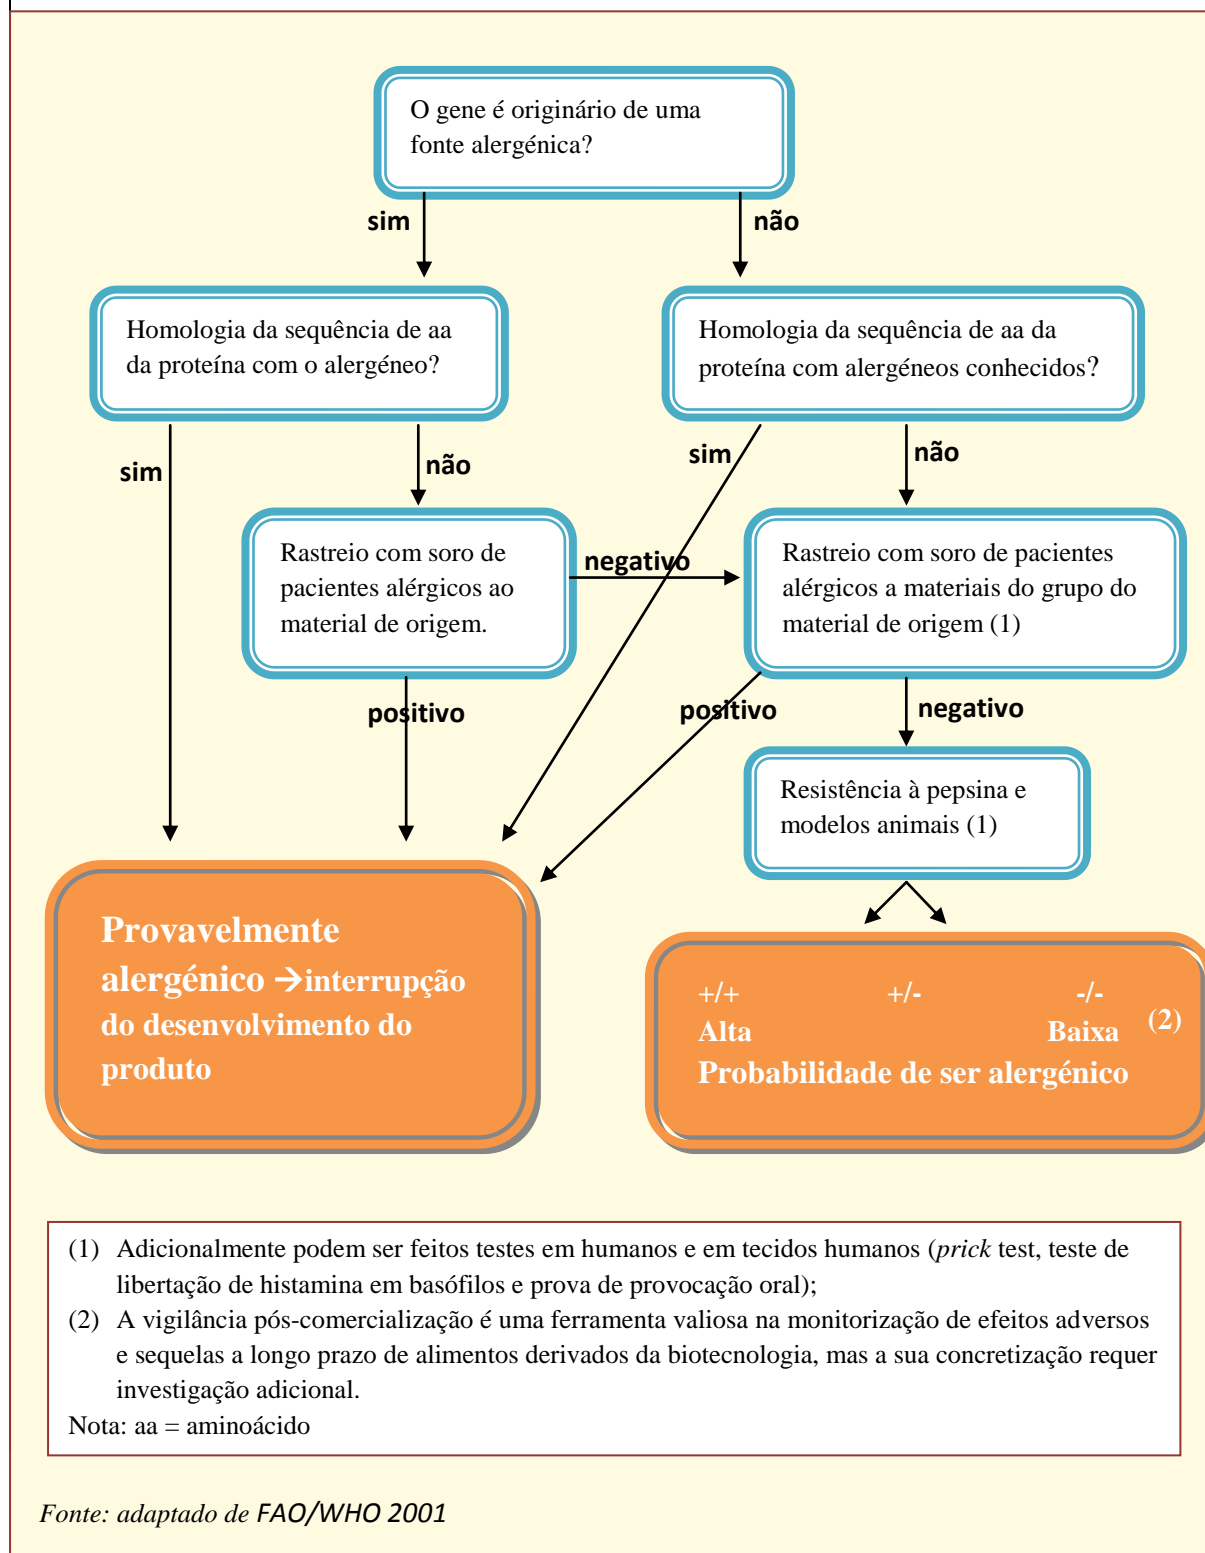 O gene é originário de uma
fonte alergénica?
sim
não
Homologia da sequência de aa
da proteína com o alergéneo?
Homologia da sequência de aa da
proteína com alergéneos conhecidos?
sim
não
sim
não
Rastreio com soro de
pacientes alérgicos ao
material de origem.
negativo
Rastreio com soro de pacientes
alérgicos a materiais do grupo do
material de origem (1)
positivo
positivo
negativo
Resistência à pepsina e
modelos animais (1)
Provavelmente
alergénico →interrupção
do desenvolvimento do
produto
+/+ +/- -/-
Alta Baixa (2)
Probabilidade de ser alergénico
(1) Adicionalmente podem ser feitos testes em humanos e em tecidos humanos (prick test, teste de
libertação de histamina em basófilos e prova de provocação oral);
(2) A vigilância pós-comercialização é uma ferramenta valiosa na monitorização de efeitos adversos
e sequelas a longo prazo de alimentos derivados da biotecnologia, mas a sua concretização requer
investigação adicional.
Nota: aa = aminoácido
Fonte: adaptado de FAO/WHO 2001